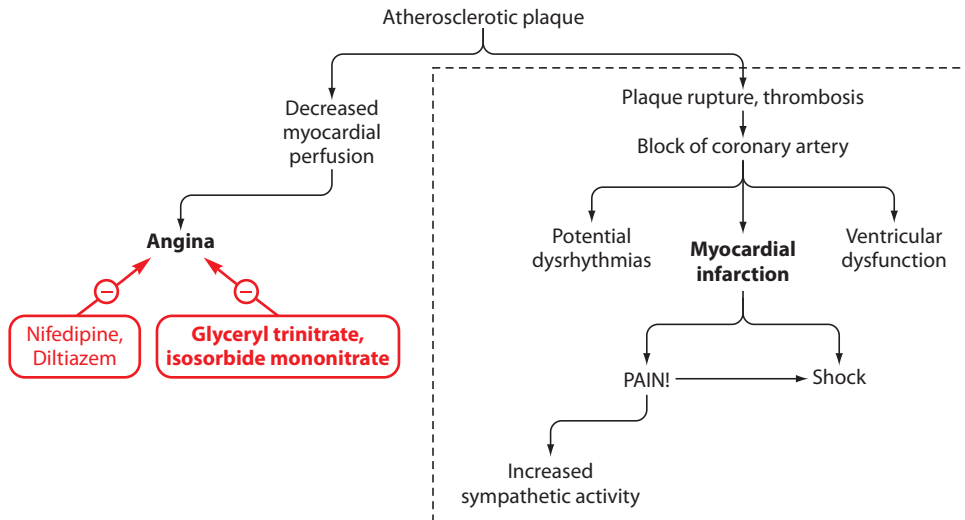 Atherosclerotic plaque
Decreased
myocardial
perfusion
Plaque rupture, thrombosis
Block of coronary artery
Angina
Potential
dysrhythmias
Myocardial
infarction
Ventricular
dysfunction
−
−
Nifedipine,
Diltiazem
Glyceryl trinitrate,
isosorbide mononitrate
PAIN!
Shock
Increased
sympathetic activity